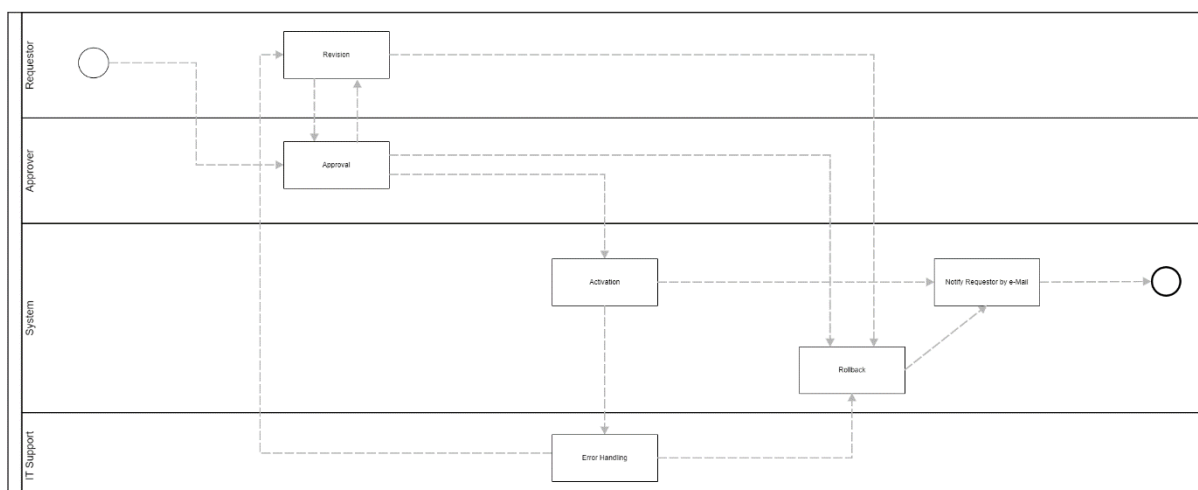 Requestor
Revision
Approver
Approval
System
Activation
Notify Requestor by e-Mail
Rollback
IT Support
Error Handling